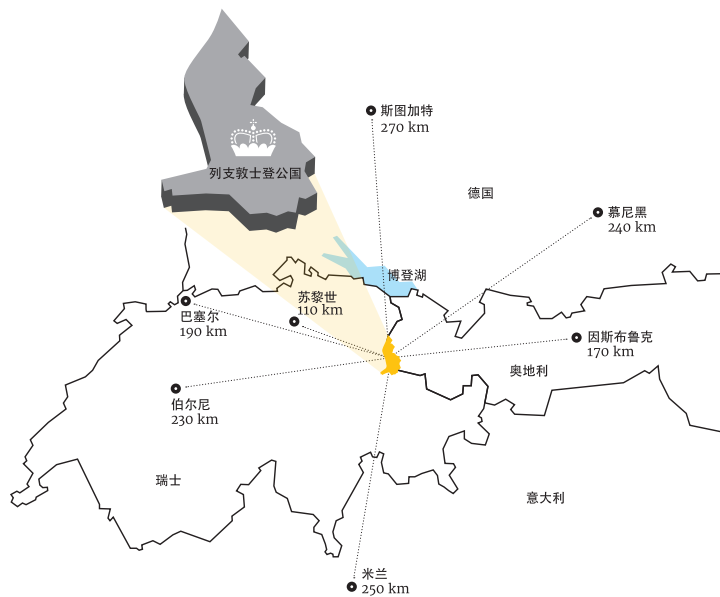 斯图加特
270 km
列支敦士登公国
德国
慕尼黑
240 km
博登湖
苏黎世
110 km
巴塞尔
190 km
因斯布鲁克
170 km
奥地利
伯尔尼
230 km
瑞士
意大利
米兰
250 km